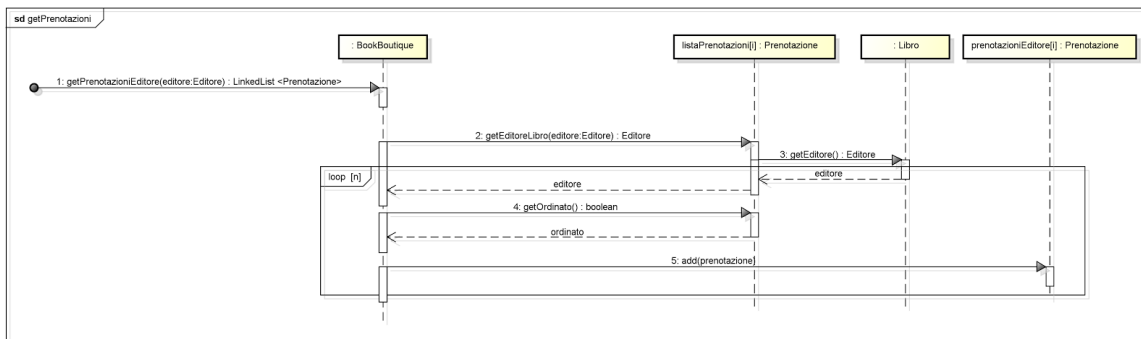 sd getPrenotazioni
: BookBoutique
listaPrenotazioni[i] : Prenotazione
: Libro
prenotazioniEditore[i] : Prenotazione
1: getPrenotazioniEditore(editore:Editore) : LinkedList <Prenotazione>
2: getEditoreLibro(editore:Editore) : Editore
3: getEditore() : Editore
loop [n]
editore
editore
4: getOrdinato() : boolean
ordinato
5: add(prenotazione)